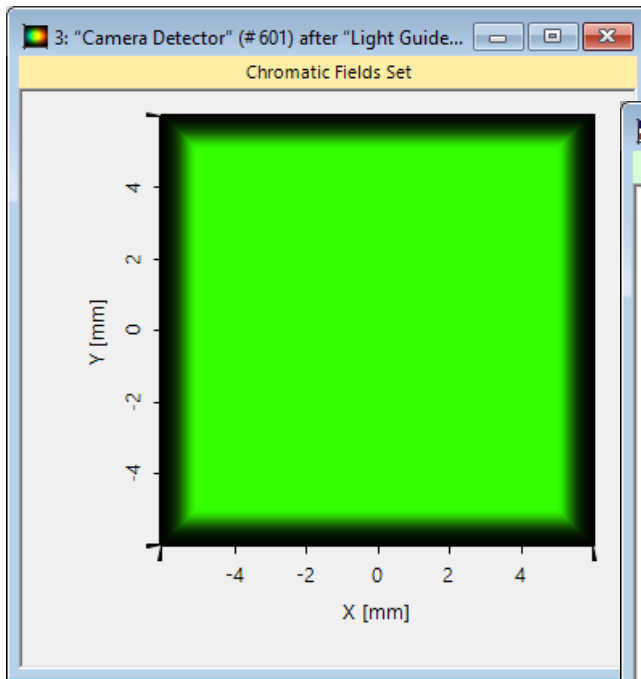 3: “Camera Detector” (# 601) after “Light Guide...
Chromatic Fields Set
4
2
0
-2
-4
Y [mm]
-4 -2 0 2 4
X [mm]